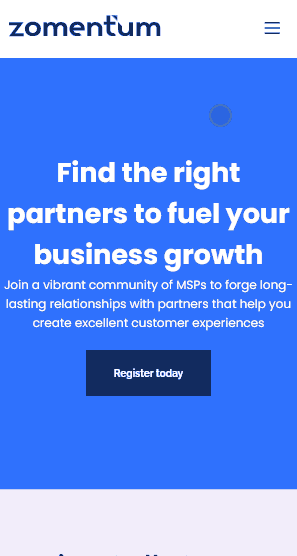 zomentum
Find the right
partners to fuel your
business growth
Join a vibrant community of MSPs to forge long-
lasting relationships with partners that help you
create excellent customer experiences
Register today